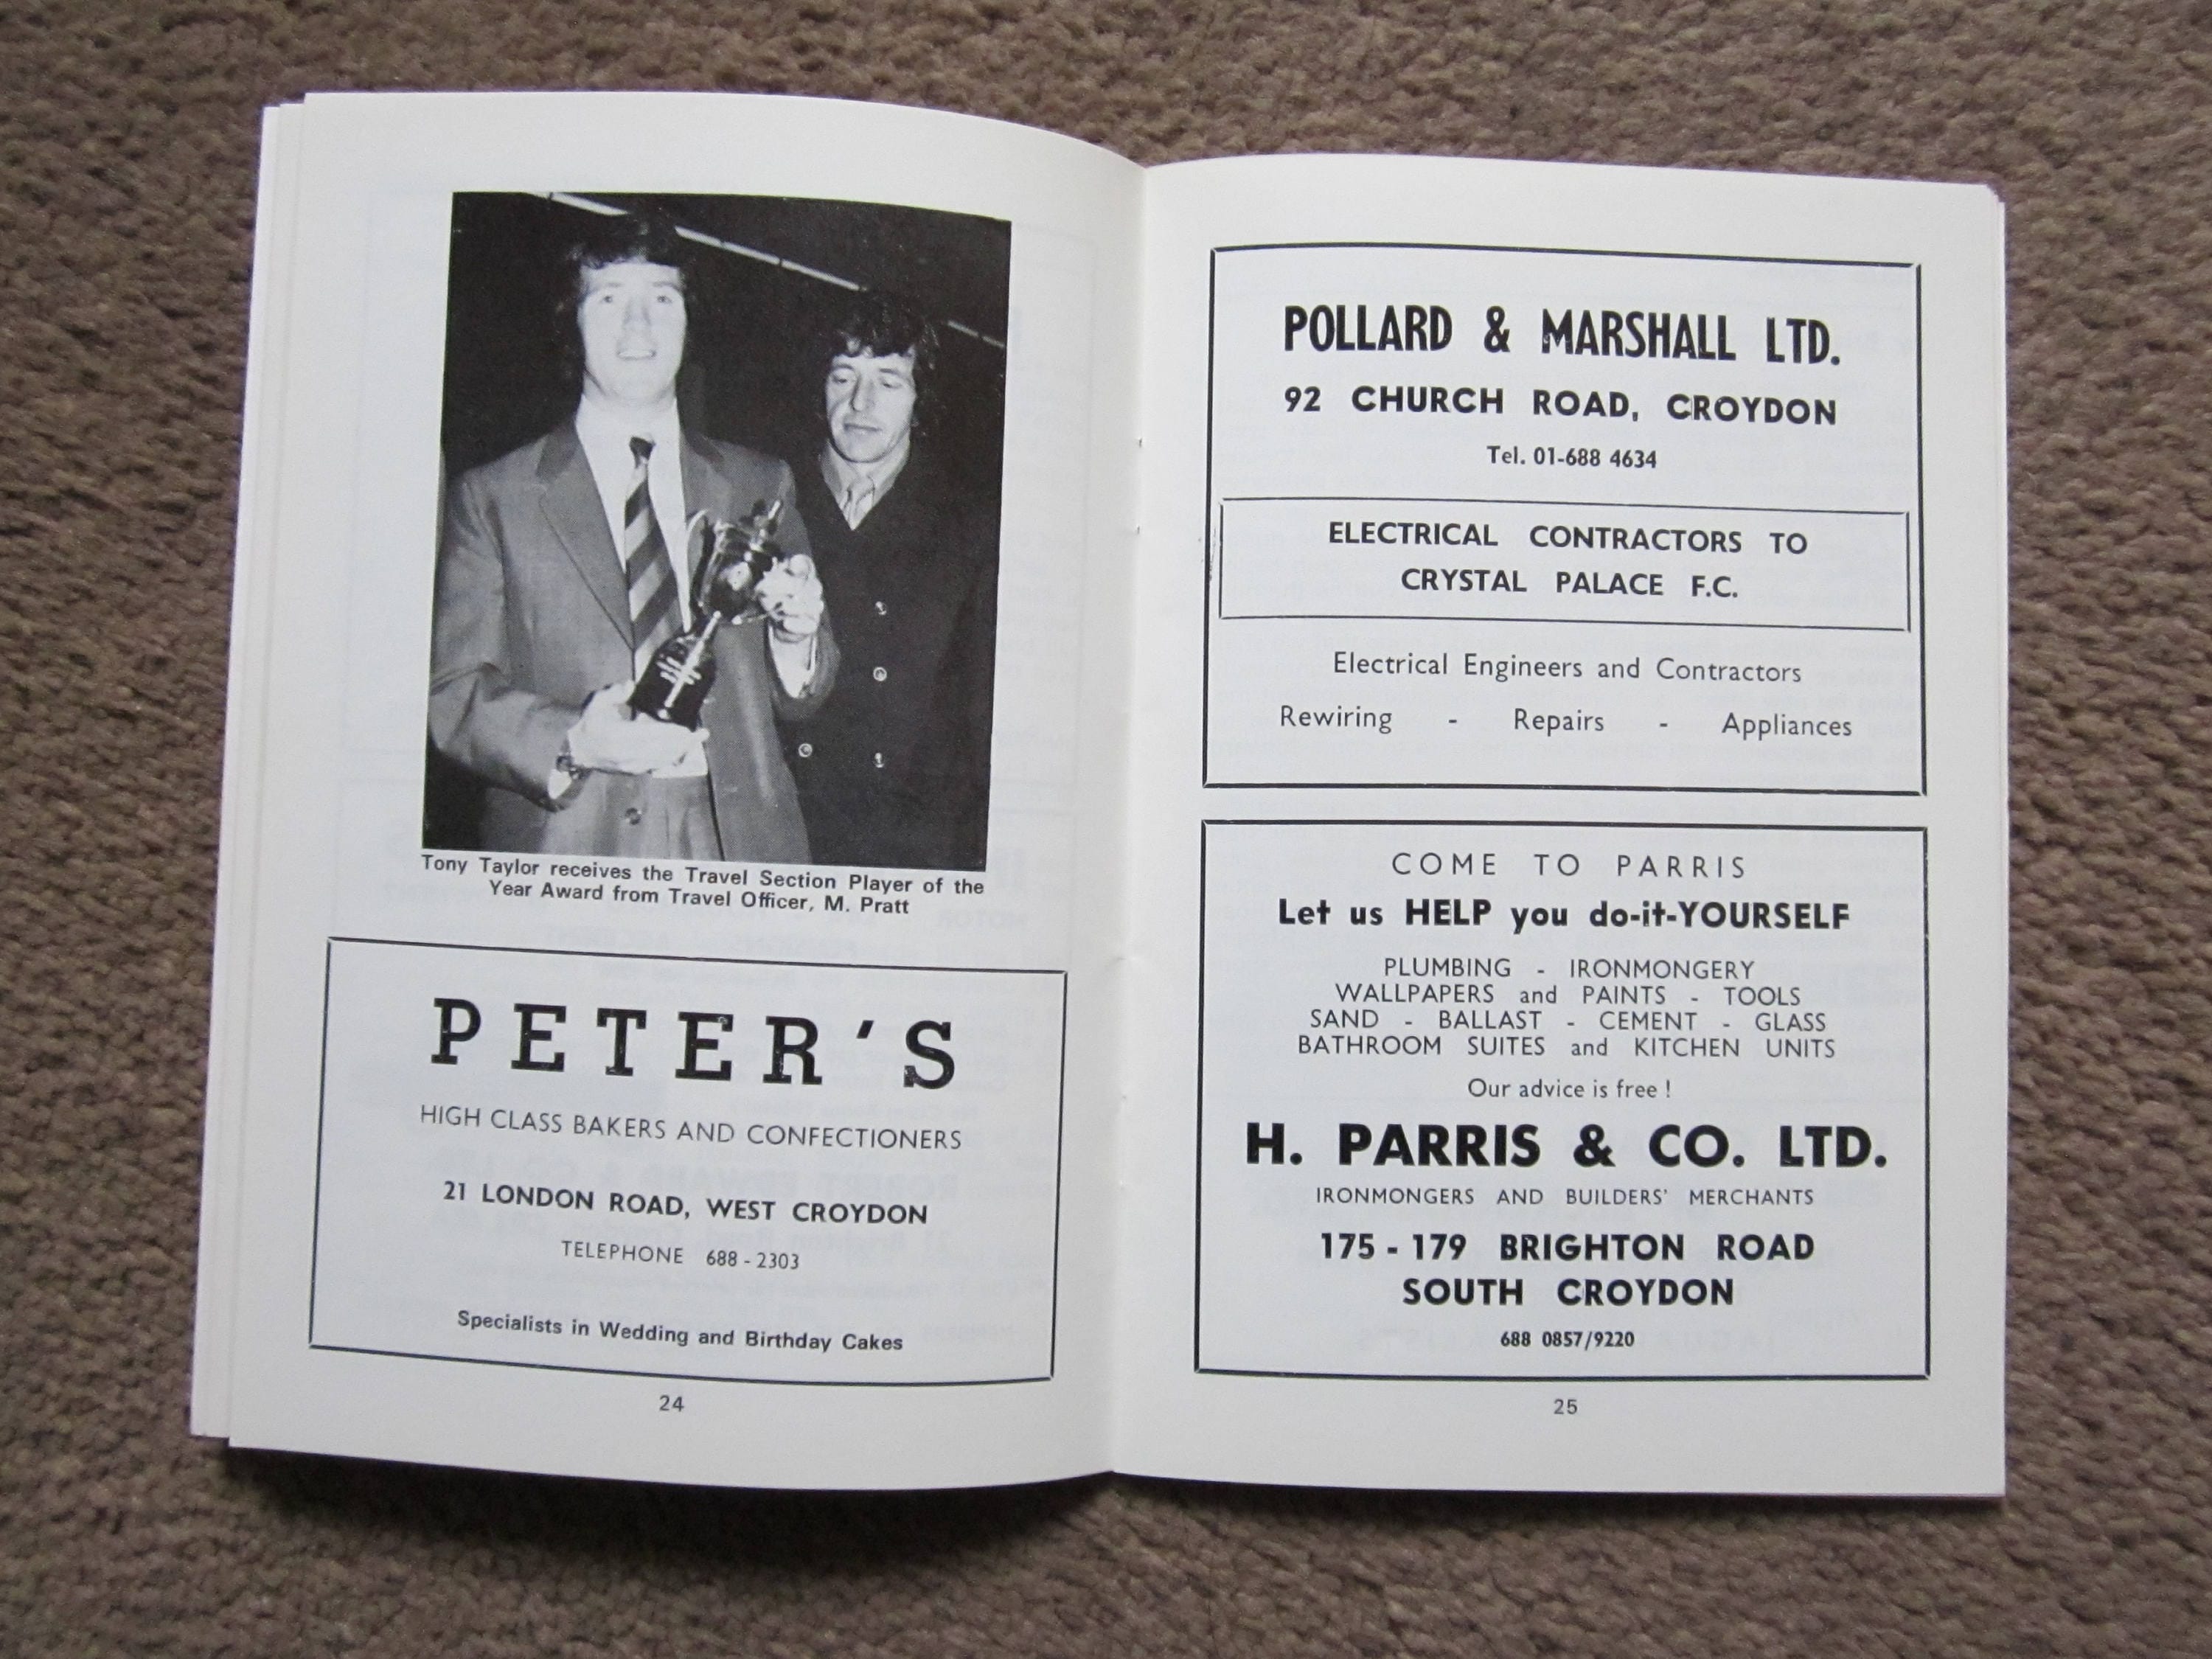 Tony Taylor receives the Travel Section Player of the
Year Award from Travel Officer, M. Pratt
PETER'S
HIGH CLASS BAKERS AND CONFECTIONERS
21 LONDON ROAD, WEST CROYDON
TELEPHONE 688-2303
Specialists in Wedding and Birthday Cakes
24
POLLARD & MARSHALL LTD.
92 CHURCH ROAD, CROYDON
Tel. 01-688 4634
ELECTRICAL CONTRACTORS TO
CRYSTAL PALACE F.C.
Electrical Engineers and Contractors
Rewiring - Repairs - Appliances
COME TO PARRIS
Let us HELP you do-it-YOURSELF
PLUMBING - IRONMONGERY
WALLPAPERS and PAINTS - TOOLS
SAND - BALLAST - CEMENT - GLASS
BATHROOM SUITES and KITCHEN UNITS
Our advice is free !
H. PARRIS & CO. LTD.
IRONMONGERS AND BUILDERS' MERCHANTS
175 - 179 BRIGHTON ROAD
SOUTH CROYDON
688 0857/9220
25